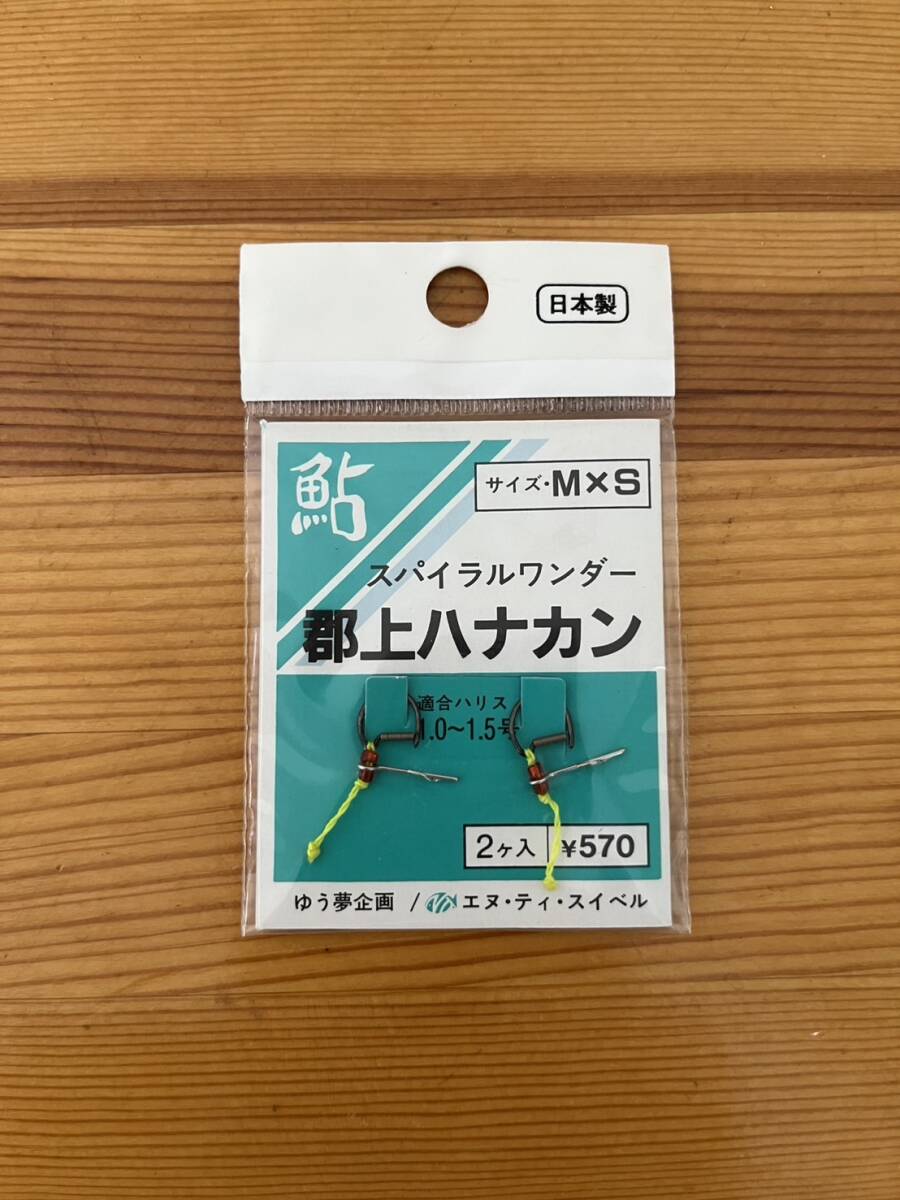 日本製
鮎
サイズ・M×S
スパイラルワンダー
郡上ハナカン
適合ハリス
1.0〜1.5号
2ヶ入 ¥570
ゆう夢企画 / エヌ・ティ・スイベル